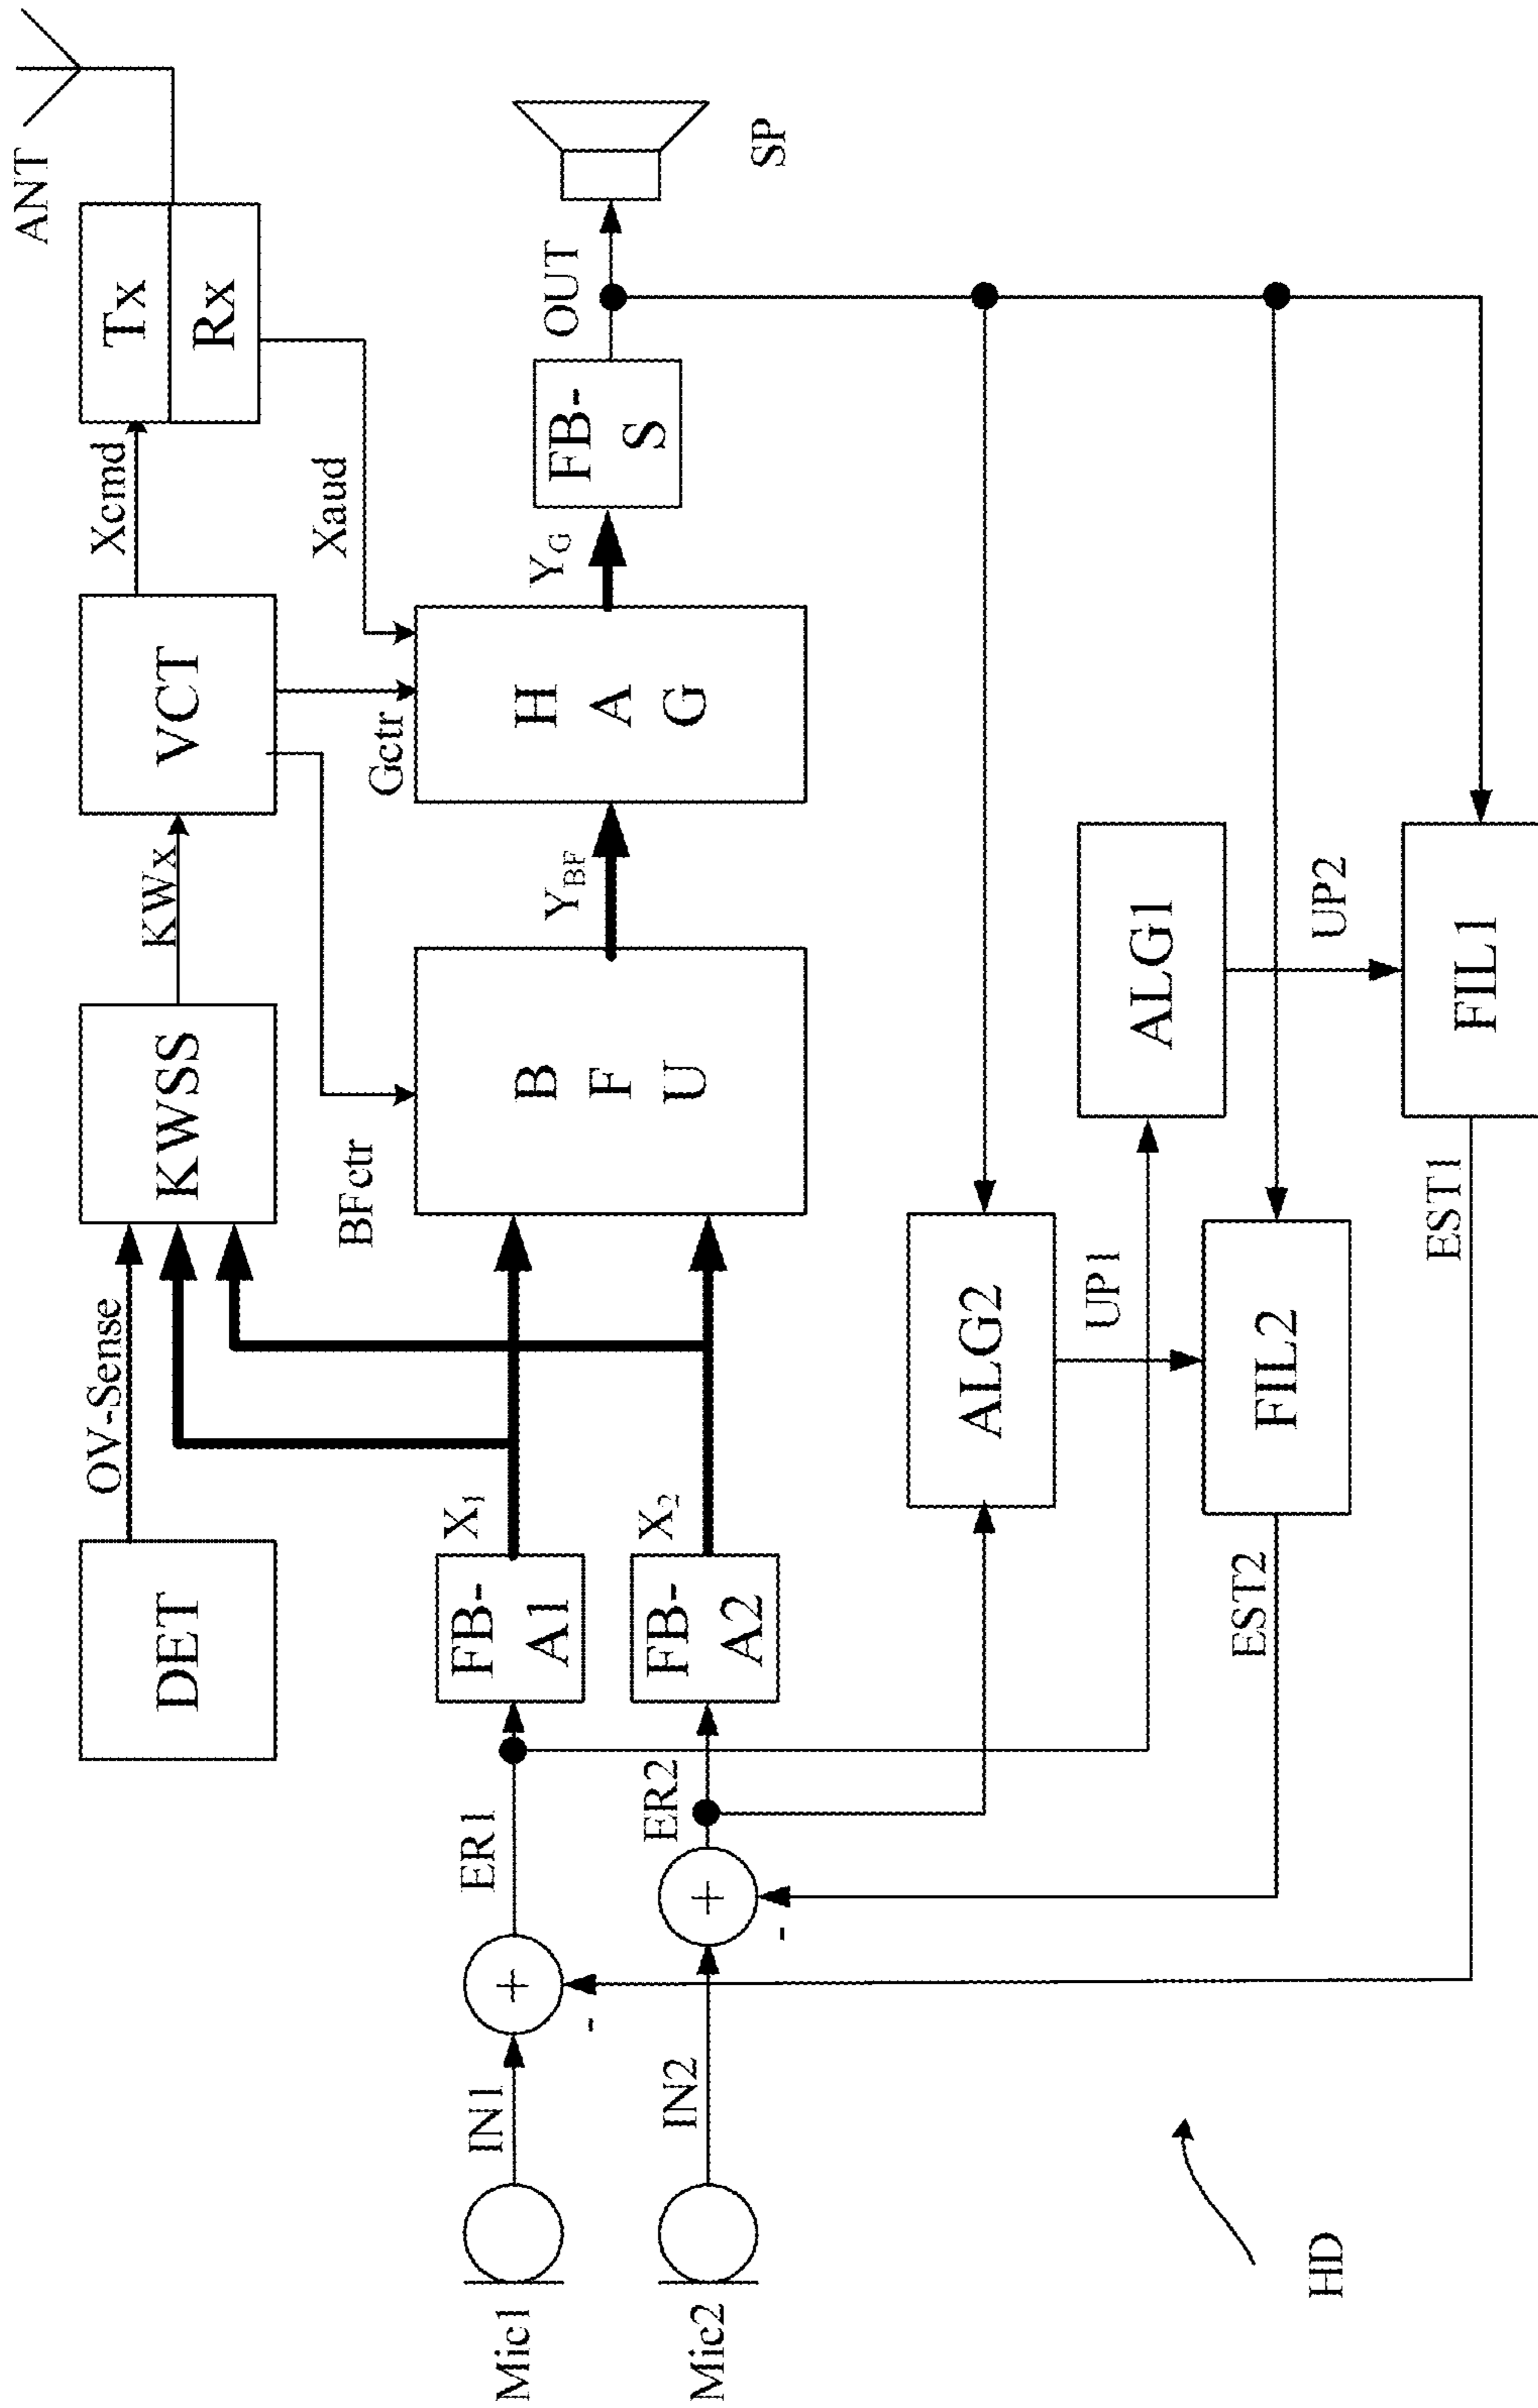 ANT
DET
OV-Sense
KWSS
KWx
VCT
Xcmd
Tx
Rx
Xaud
BFctr
Gctr
Mic1
IN1
+
-
ER1
FB-
A1
X1
B
F
U
YBF
H
A
G
YG
FB-
S
OUT
SP
Mic2
IN2
+
-
ER2
FB-
A2
X2
ALG2
UP1
ALG1
UP2
EST2
FIL2
EST1
FIL1
HD